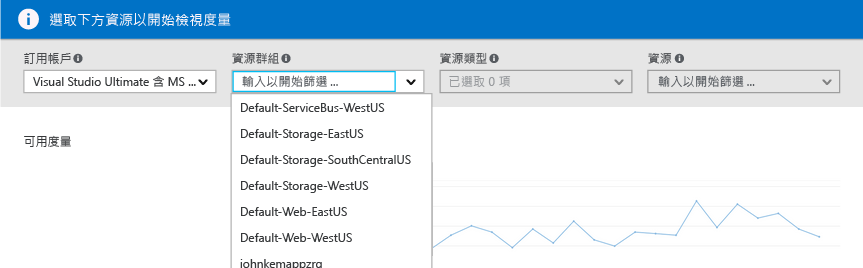 選取下方資源以開始檢視度量
訂用帳戶 資源群組 資源類型 資源
Visual Studio Ultimate 含 MS ... 輸入以開始篩選 ... 已選取 0 項 輸入以開始篩選 ...
Default-ServiceBus-WestUS
Default-Storage-EastUS
可用度量
Default-Storage-SouthCentralUS
Default-Storage-WestUS
Default-Web-EastUS
Default-Web-WestUS
johnkemappzrg